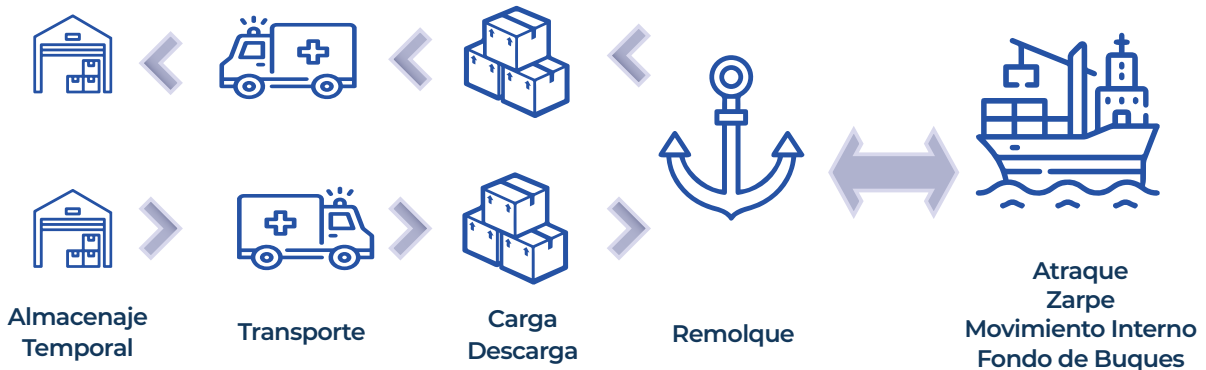 Almacenaje
Temporal
Transporte
Carga
Descarga
Remolque
Atraque
Zarpe
Movimiento Interno
Fondo de Buques